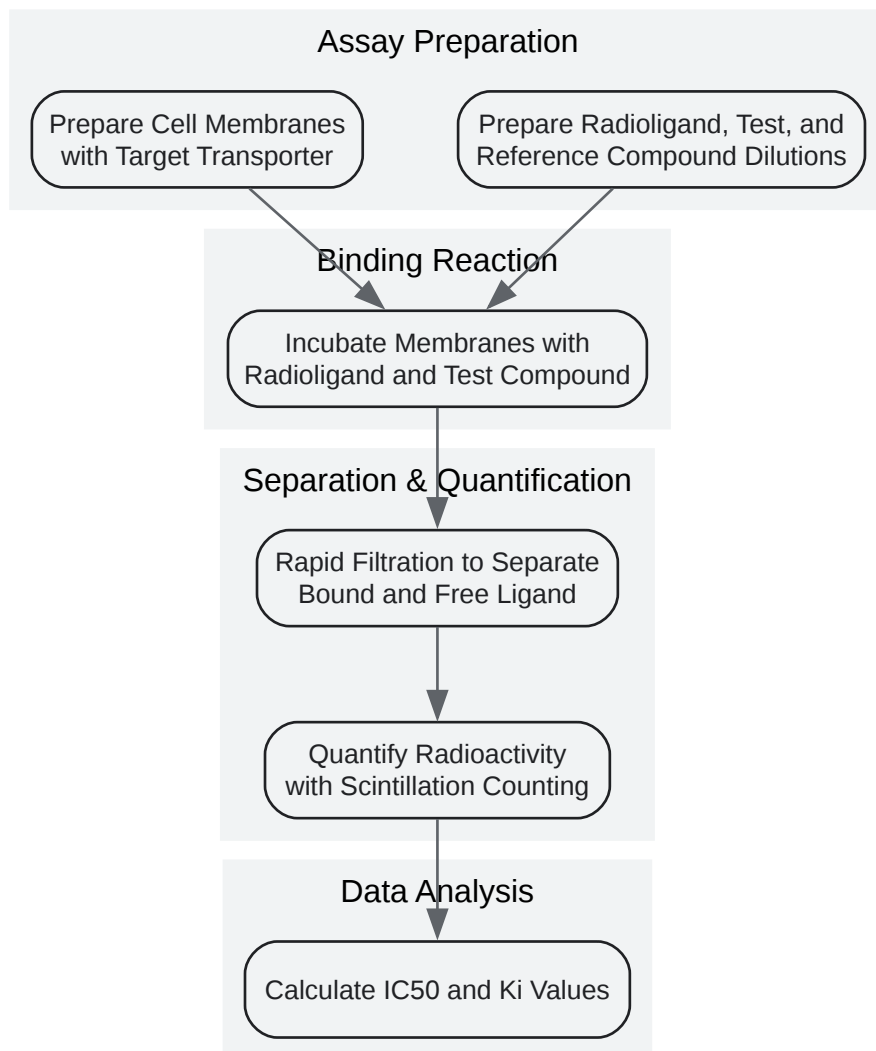 Assay Preparation
Prepare Cell Membranes
with Target Transporter
Prepare Radioligand, Test, and
Reference Compound Dilutions
Binding Reaction
Incubate Membranes with
Radioligand and Test Compound
Separation & Quantification
Rapid Filtration to Separate
Bound and Free Ligand
Quantify Radioactivity
with Scintillation Counting
Data Analysis
Calculate IC50 and Ki Values